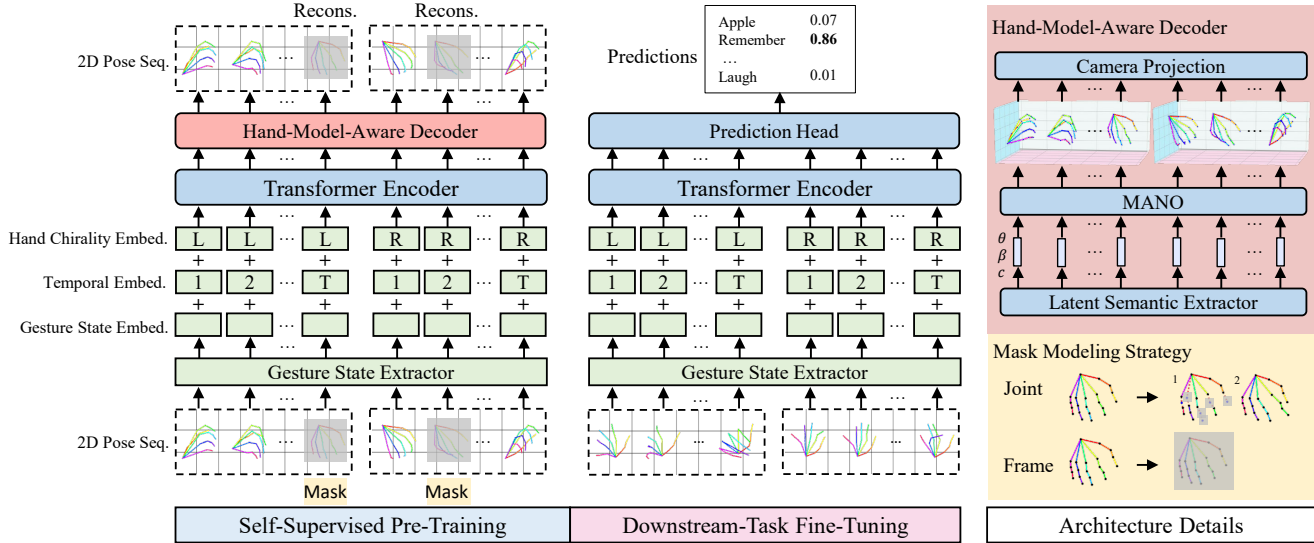 Recons. Recons.
2D Pose Seq.
... ...
... ...
Hand-Model-Aware Decoder
... ...
Transformer Encoder
... ...
Hand Chirality Embed. L L ... L R R ... R
+ + + + + +
Temporal Embed. 1 2 ... T 1 2 ... T
+ + + + + +
Gesture State Embed. ... ...
... ...
Gesture State Extractor
... ...
2D Pose Seq. ... ...
Mask Mask
Self-Supervised Pre-Training
Predictions
Apple 0.07
Remember 0.86
...
Laugh 0.01
Prediction Head
... ...
Transformer Encoder
... ...
L L ... L R R ... R
+ + + + + +
1 2 ... T 1 2 ... T
+ + + + + +
... ...
... ...
Gesture State Extractor
... ...
... ...
Downstream-Task Fine-Tuning
Hand-Model-Aware Decoder
Camera Projection
... ...
... ...
... ...
MANO
... ...
θ
β ... ...
c ... ...
Latent Semantic Extractor
Mask Modeling Strategy
Joint 1 2
Frame
Architecture Details